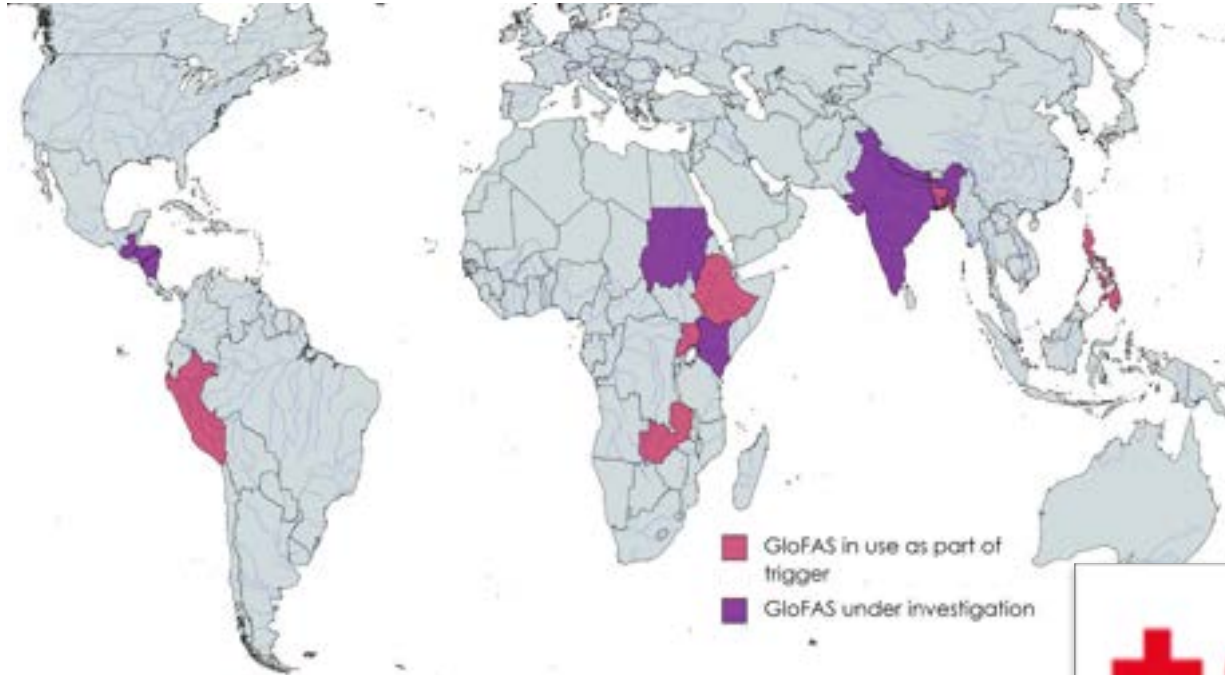 GloFAS in use as part of
trigger
GloFAS under investigation